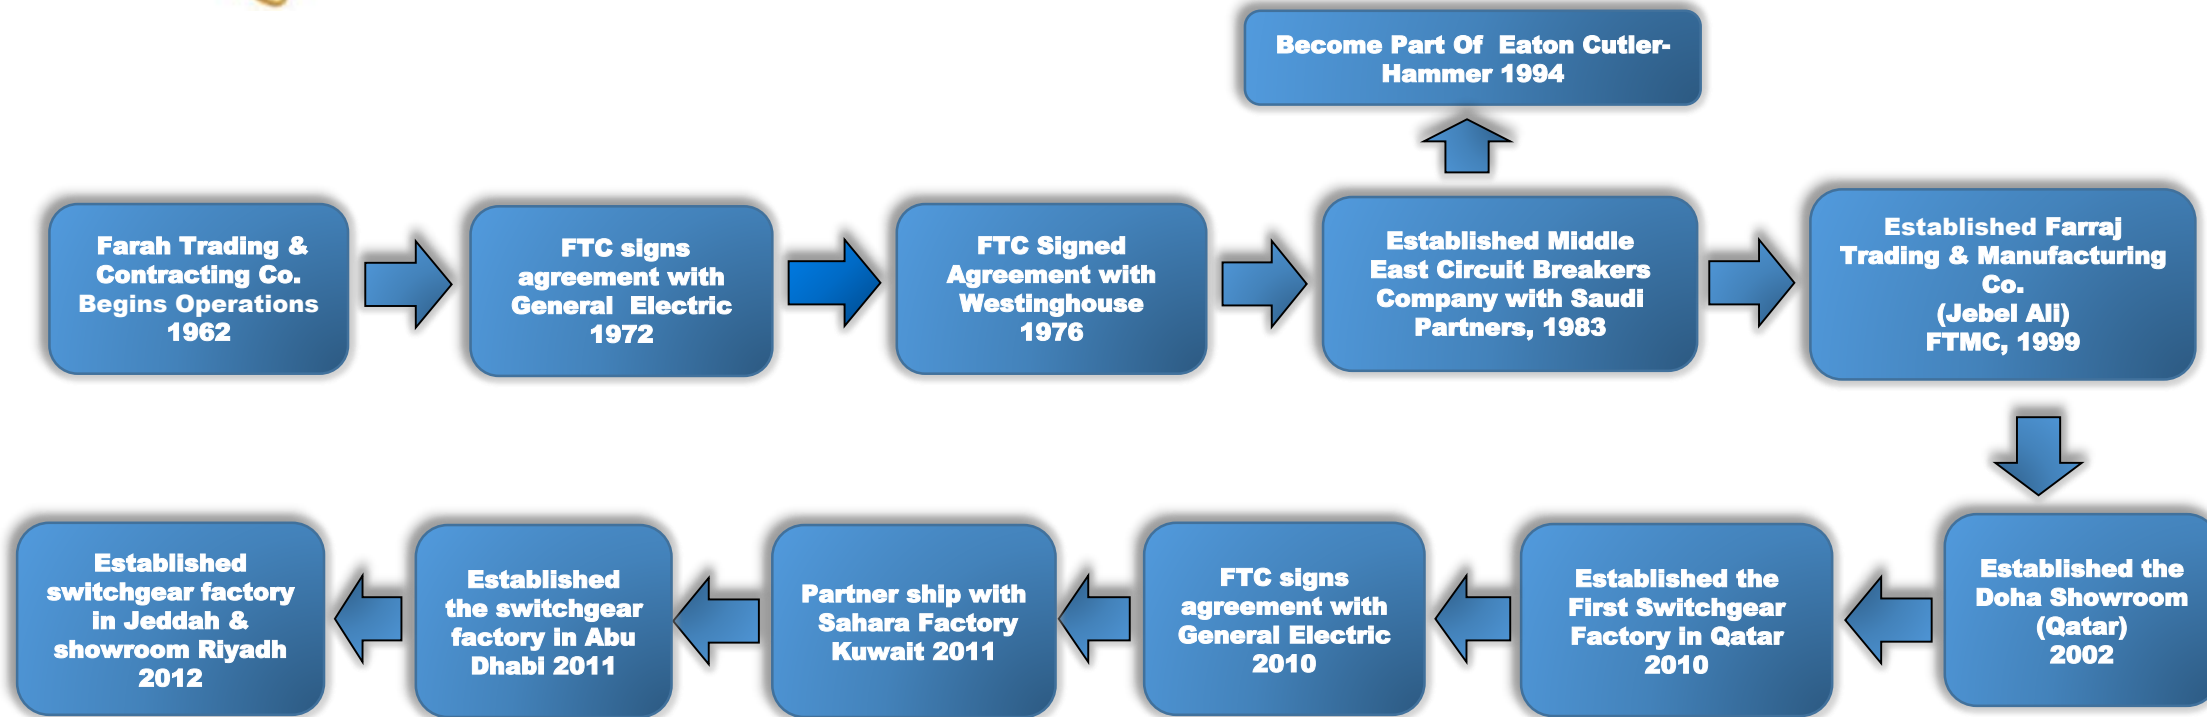 Become Part Of  Eaton Cutler-
Hammer 1994
Farah Trading &
Contracting Co.
Begins Operations
1962
FTC signs
agreement with
General  Electric
1972
FTC Signed
Agreement with
Westinghouse
1976
Established Middle
East Circuit Breakers
Company with Saudi
Partners, 1983
Established Farraj
Trading & Manufacturing
Co.
(Jebel Ali)
FTMC, 1999
Established the
Doha Showroom
(Qatar)
2002
Established the
First Switchgear
Factory in Qatar
2010
FTC signs
agreement with
General Electric
2010
Partner ship with
Sahara Factory
Kuwait 2011
Established
the switchgear
factory in Abu
Dhabi 2011
Established
switchgear factory
in Jeddah &
showroom Riyadh
2012